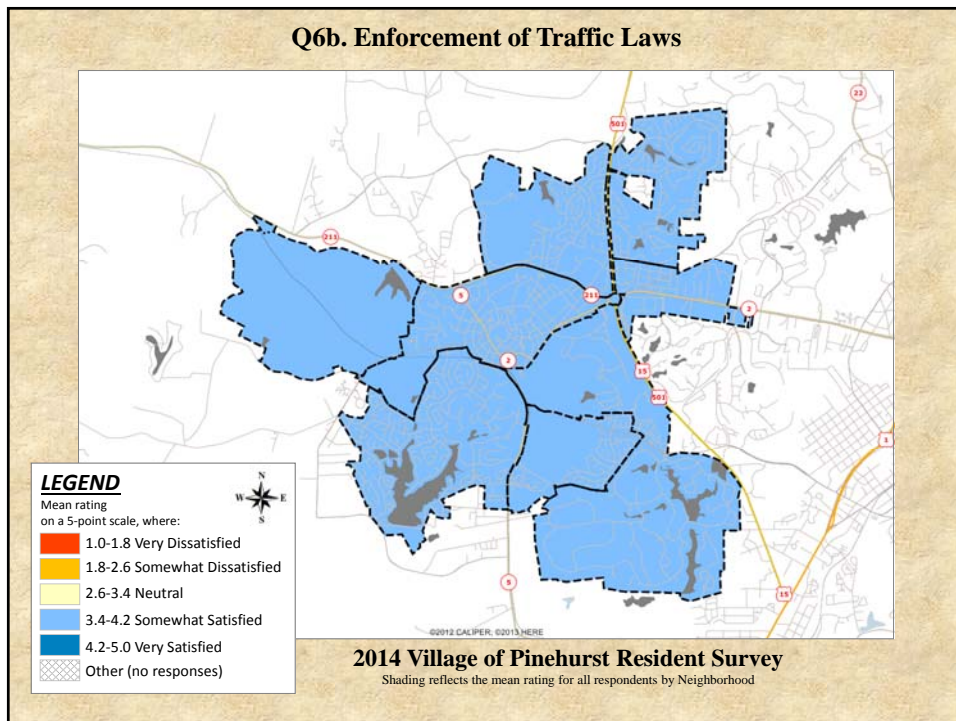 Q6b. Enforcement of Traffic Laws
22
501
211
5
211
2
2
15
501
1
5
15
LEGEND
N
W E
S
Mean rating
on a 5-point scale, where:
1.0-1.8 Very Dissatisfied
1.8-2.6 Somewhat Dissatisfied
2.6-3.4 Neutral
3.4-4.2 Somewhat Satisfied
4.2-5.0 Very Satisfied
Other (no responses)
©2012 CALIPER, ©2013 HERE
2014 Village of Pinehurst Resident Survey
Shading reflects the mean rating for all respondents by Neighborhood